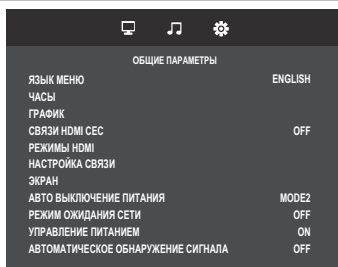 ОБЩИЕ ПАРАМЕТРЫ
ЯЗЫК МЕНЮ ENGLISH
ЧАСЫ
ГРАФИК
СВЯЗИ HDMI CEC OFF
РЕЖИМЫ HDMI
НАСТРОЙКА СВЯЗИ
ЭКРАН
АВТО ВЫКЛЮЧЕНИЕ ПИТАНИЯ MODE2
РЕЖИМ ОЖИДАНИЯ СЕТИ OFF
УПРАВЛЕНИЕ ПИТАНИЕМ ON
АВТОМАТИЧЕСКОЕ ОБНАРУЖЕНИЕ СИГНАЛА OFF